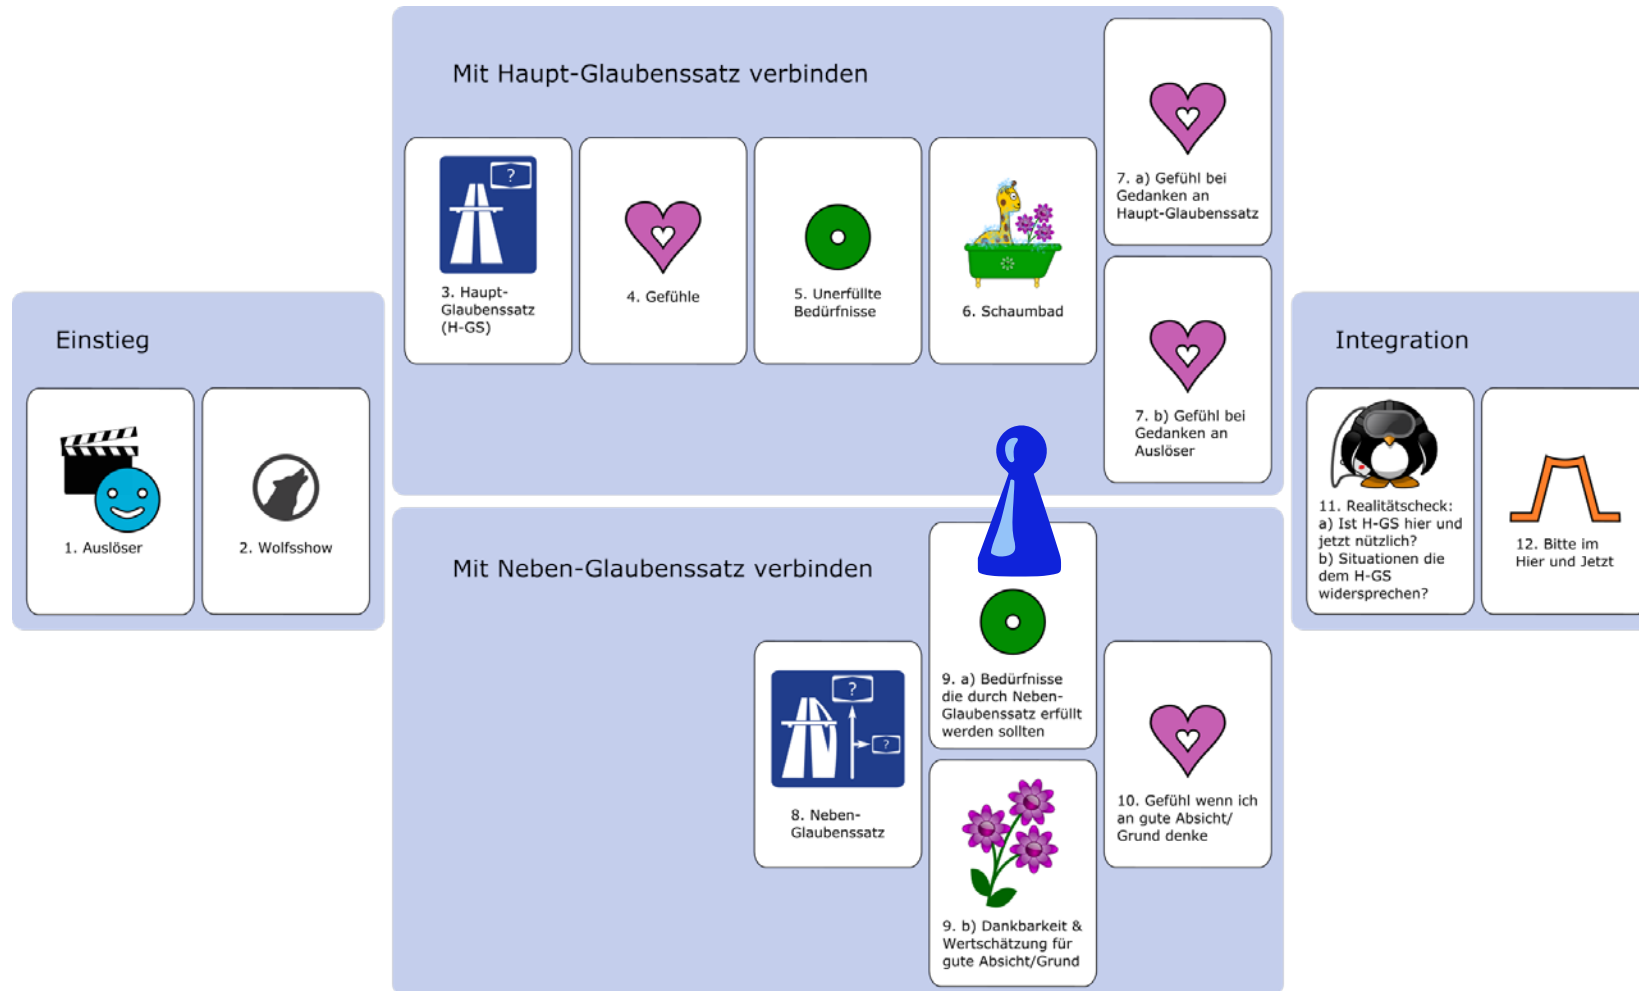 Einstieg
1. Auslöser
2. Wolfsshow
Mit Haupt-Glaubenssatz verbinden
?
3. Haupt-
Glaubenssatz
(H-GS)
4. Gefühle
5. Unerfüllte
Bedürfnisse
6. Schaumbad
7. a) Gefühl bei
Gedanken an
Haupt-Glaubenssatz
7. b) Gefühl bei
Gedanken an
Auslöser
Mit Neben-Glaubenssatz verbinden
?
?
8. Neben-
Glaubenssatz
9. a) Bedürfnisse
die durch Neben-
Glaubenssatz erfüllt
werden sollten
9. b) Dankbarkeit &
Wertschätzung für
gute Absicht/Grund
10. Gefühl wenn ich
an gute Absicht/
Grund denke
Integration
11. Realitätscheck:
a) Ist H-GS hier und
jetzt nützlich?
b) Situationen die
dem H-GS
widersprechen?
12. Bitte im
Hier und Jetzt